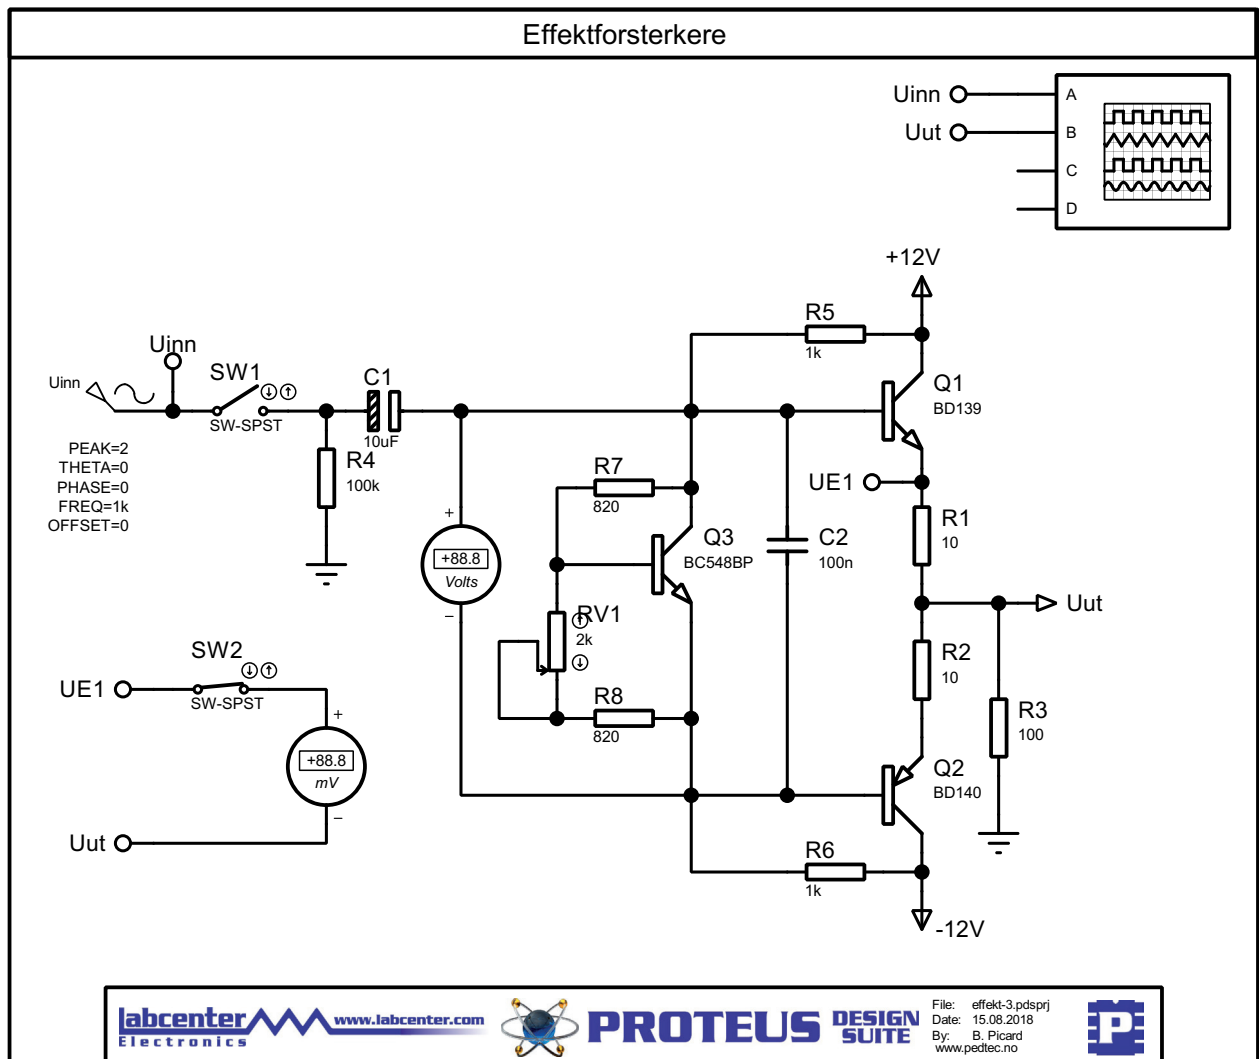 Effektforsterkere
Uinn
Uut
A
B
C
D
+12V
R5
1k
Uinn
Uinn
SW1
SW-SPST
C1
10uF
Q1
BD139
PEAK=2
THETA=0
PHASE=0
FREQ=1k
OFFSET=0
R4
100k
R7
820
UE1
R1
10
+
+88.8
Volts
−
Q3
BC548BP
C2
100n
RV1
2k
Uut
SW2
SW-SPST
UE1
R2
10
R8
820
R3
100
+
+88.8
mV
−
Q2
BD140
Uut
R6
1k
-12V
labcenter
Electronics
www.labcenter.com
PROTEUS
DESIGN
SUITE
File: effekt-3.pdsprj
Date: 15.08.2018
By: B. Picard
www.pedtec.no
P